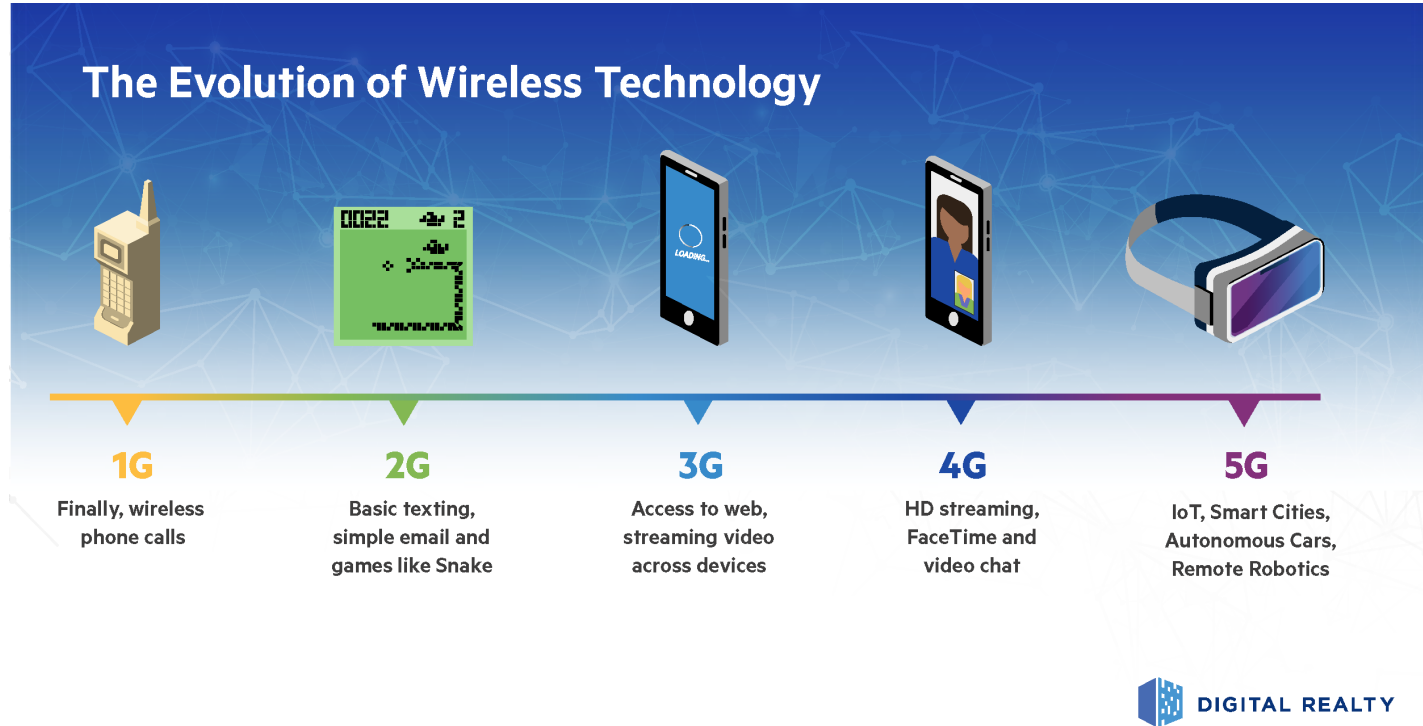 The Evolution of Wireless Technology
0022 2
LOADING...
1G
Finally, wireless
phone calls
2G
Basic texting,
simple email and
games like Snake
3G
Access to web,
streaming video
across devices
4G
HD streaming,
FaceTime and
video chat
5G
IoT, Smart Cities,
Autonomous Cars,
Remote Robotics
DIGITAL REALTY